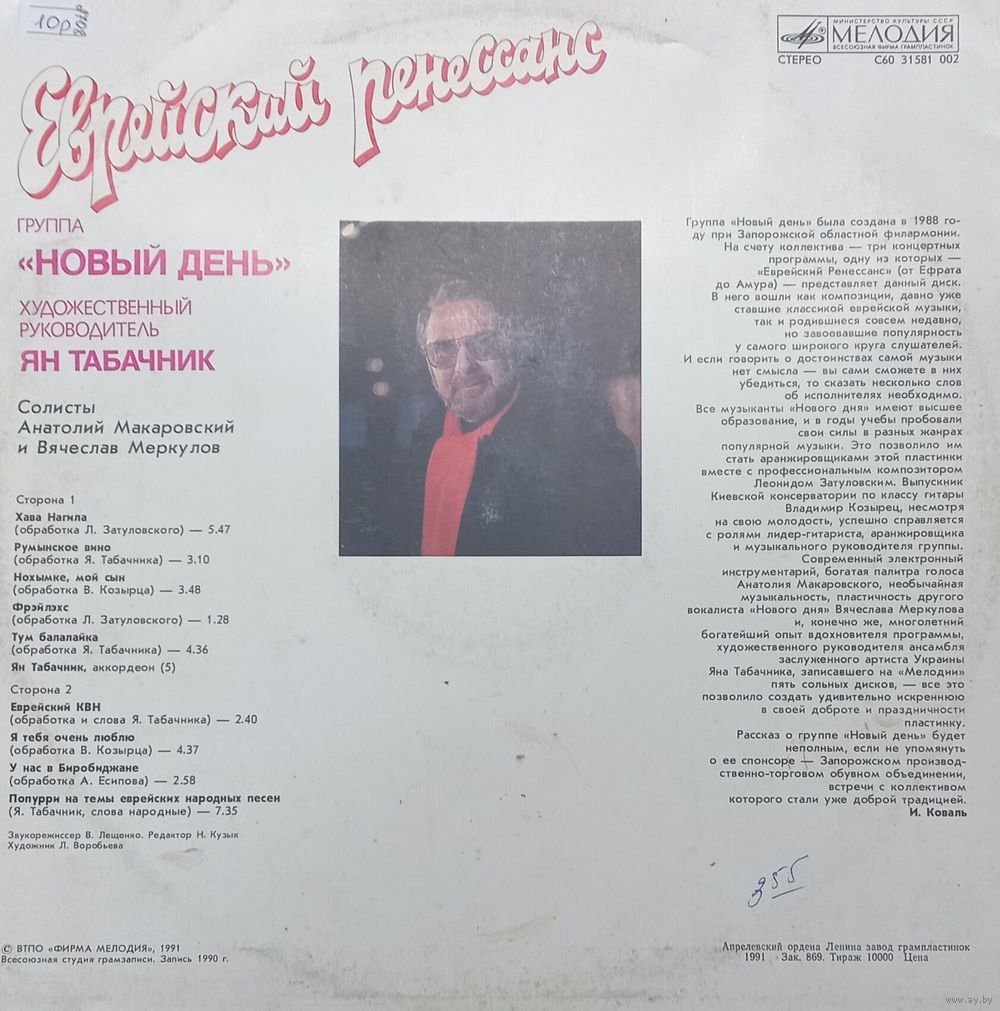 10р
Еврейский ренессанс
МИНИСТЕРСТВО КУЛЬТУРЫ СССР
МЕЛОДИЯ
ВСЕСОЮЗНАЯ ФИРМА ГРАМПЛАСТИНОК
СТЕРЕО С60 31581 002
ГРУППА
«НОВЫЙ ДЕНЬ»
ХУДОЖЕСТВЕННЫЙ
РУКОВОДИТЕЛЬ
ЯН ТАБАЧНИК
Солисты
Анатолий Макаровский
и Вячеслав Меркулов
Сторона 1
Хава Нагила
(обработка Л. Затуловского) — 5.47
Румынское вино
(обработка Я. Табачника) — 3.10
Нохымке, мой сын
(обработка В. Козырца) — 3.48
Фрэйлэхс
(обработка Л. Затуловского) — 1.28
Тум балалайка
(обработка Я. Табачника) — 4.36
Ян Табачник, аккордеон (5)
Сторона 2
Еврейский КВН
(обработка и слова Я. Табачника) — 2.40
Я тебя очень люблю
(обработка В. Козырца) — 4.37
У нас в Биробиджане
(обработка А. Есипова) — 2.58
Попурри на темы еврейских народных песен
(Я. Табачник, слова народные) — 7.35
Звукорежиссер В. Лещенко. Редактор Н. Кузык
Художник Л. Воробьева
Группа «Новый день» была создана в 1988 го-
ду при Запорожской областной филармонии.
На счету коллектива — три концертных
программы, одну из которых —
«Еврейский Ренессанс» (от Ефрата
до Амура) — представляет данный диск.
В него вошли как композиции, давно уже
ставшие классикой еврейской музыки,
так и родившиеся совсем недавно,
но завоевавшие популярность
у самого широкого круга слушателей.
И если говорить о достоинствах самой музыки
нет смысла — вы сами сможете в них
убедиться, то сказать несколько слов
об исполнителях необходимо.
Все музыканты «Нового дня» имеют высшее
образование, и в годы учебы пробовали
свои силы в разных жанрах
популярной музыки. Это позволило им
стать аранжировщиками этой пластинки
вместе с профессиональным композитором
Леонидом Затуловским. Выпускник
Киевской консерватории по классу гитары
Владимир Козырец, несмотря
на свою молодость, успешно справляется
с ролями лидер-гитариста, аранжировщика
и музыкального руководителя группы.
Современный электронный
инструментарий, богатая палитра голоса
Анатолия Макаровского, необычайная
музыкальность, пластичность другого
вокалиста «Нового дня» Вячеслава Меркулова
и, конечно же, многолетний
богатейший опыт вдохновителя программы,
художественного руководителя ансамбля
заслуженного артиста Украины
Яна Табачника, записавшего на «Мелодии»
пять сольных дисков, — все это
позволило создать удивительно искреннюю
в своей доброте и праздничности
пластинку.
Рассказ о группе «Новый день» будет
неполным, если не упомянуть
о ее спонсоре — Запорожском производ-
ственно-торговом обувном объединении,
встречи с коллективом
которого стали уже доброй традицией.
И. Коваль
355
© ВТПО «ФИРМА МЕЛОДИЯ», 1991
Всесоюзная студия грамзаписи. Запись 1990 г.
Апрелевский ордена Ленина завод грампластинок
1991 Зак. 869. Тираж 10000 Цена
www.ay.by